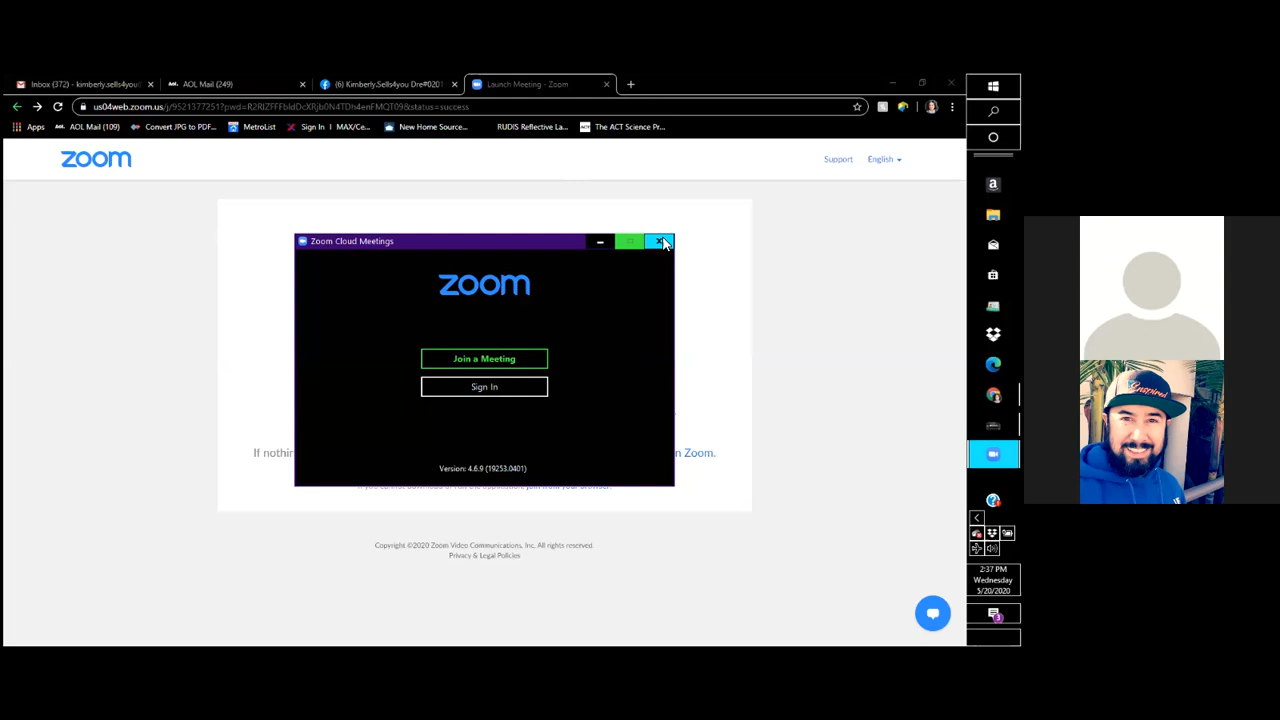 Inbox (372) - kimberly.sells4you
AOL Mail (249)
(6) Kimberly.Sells4you Dre#0201
Launch Meeting - Zoom
Apps
AOL Mail (109)
Convert JPG to PDF...
MetroList
Sign In | MAX/Ce...
New Home Source...
RUDIS Reflective La...
ACT
The ACT Science Pr...
zoom
Support
English
Zoom Cloud Meetings
zoom
Join a Meeting
Sign In
If nothin
n Zoom.
Version: 4.6.9 (19253.0401)
Copyright ©2020 Zoom Video Communications, Inc. All rights reserved.
Privacy & Legal Policies
2:37 PM
Wednesday
5/20/2020
3
Enspired